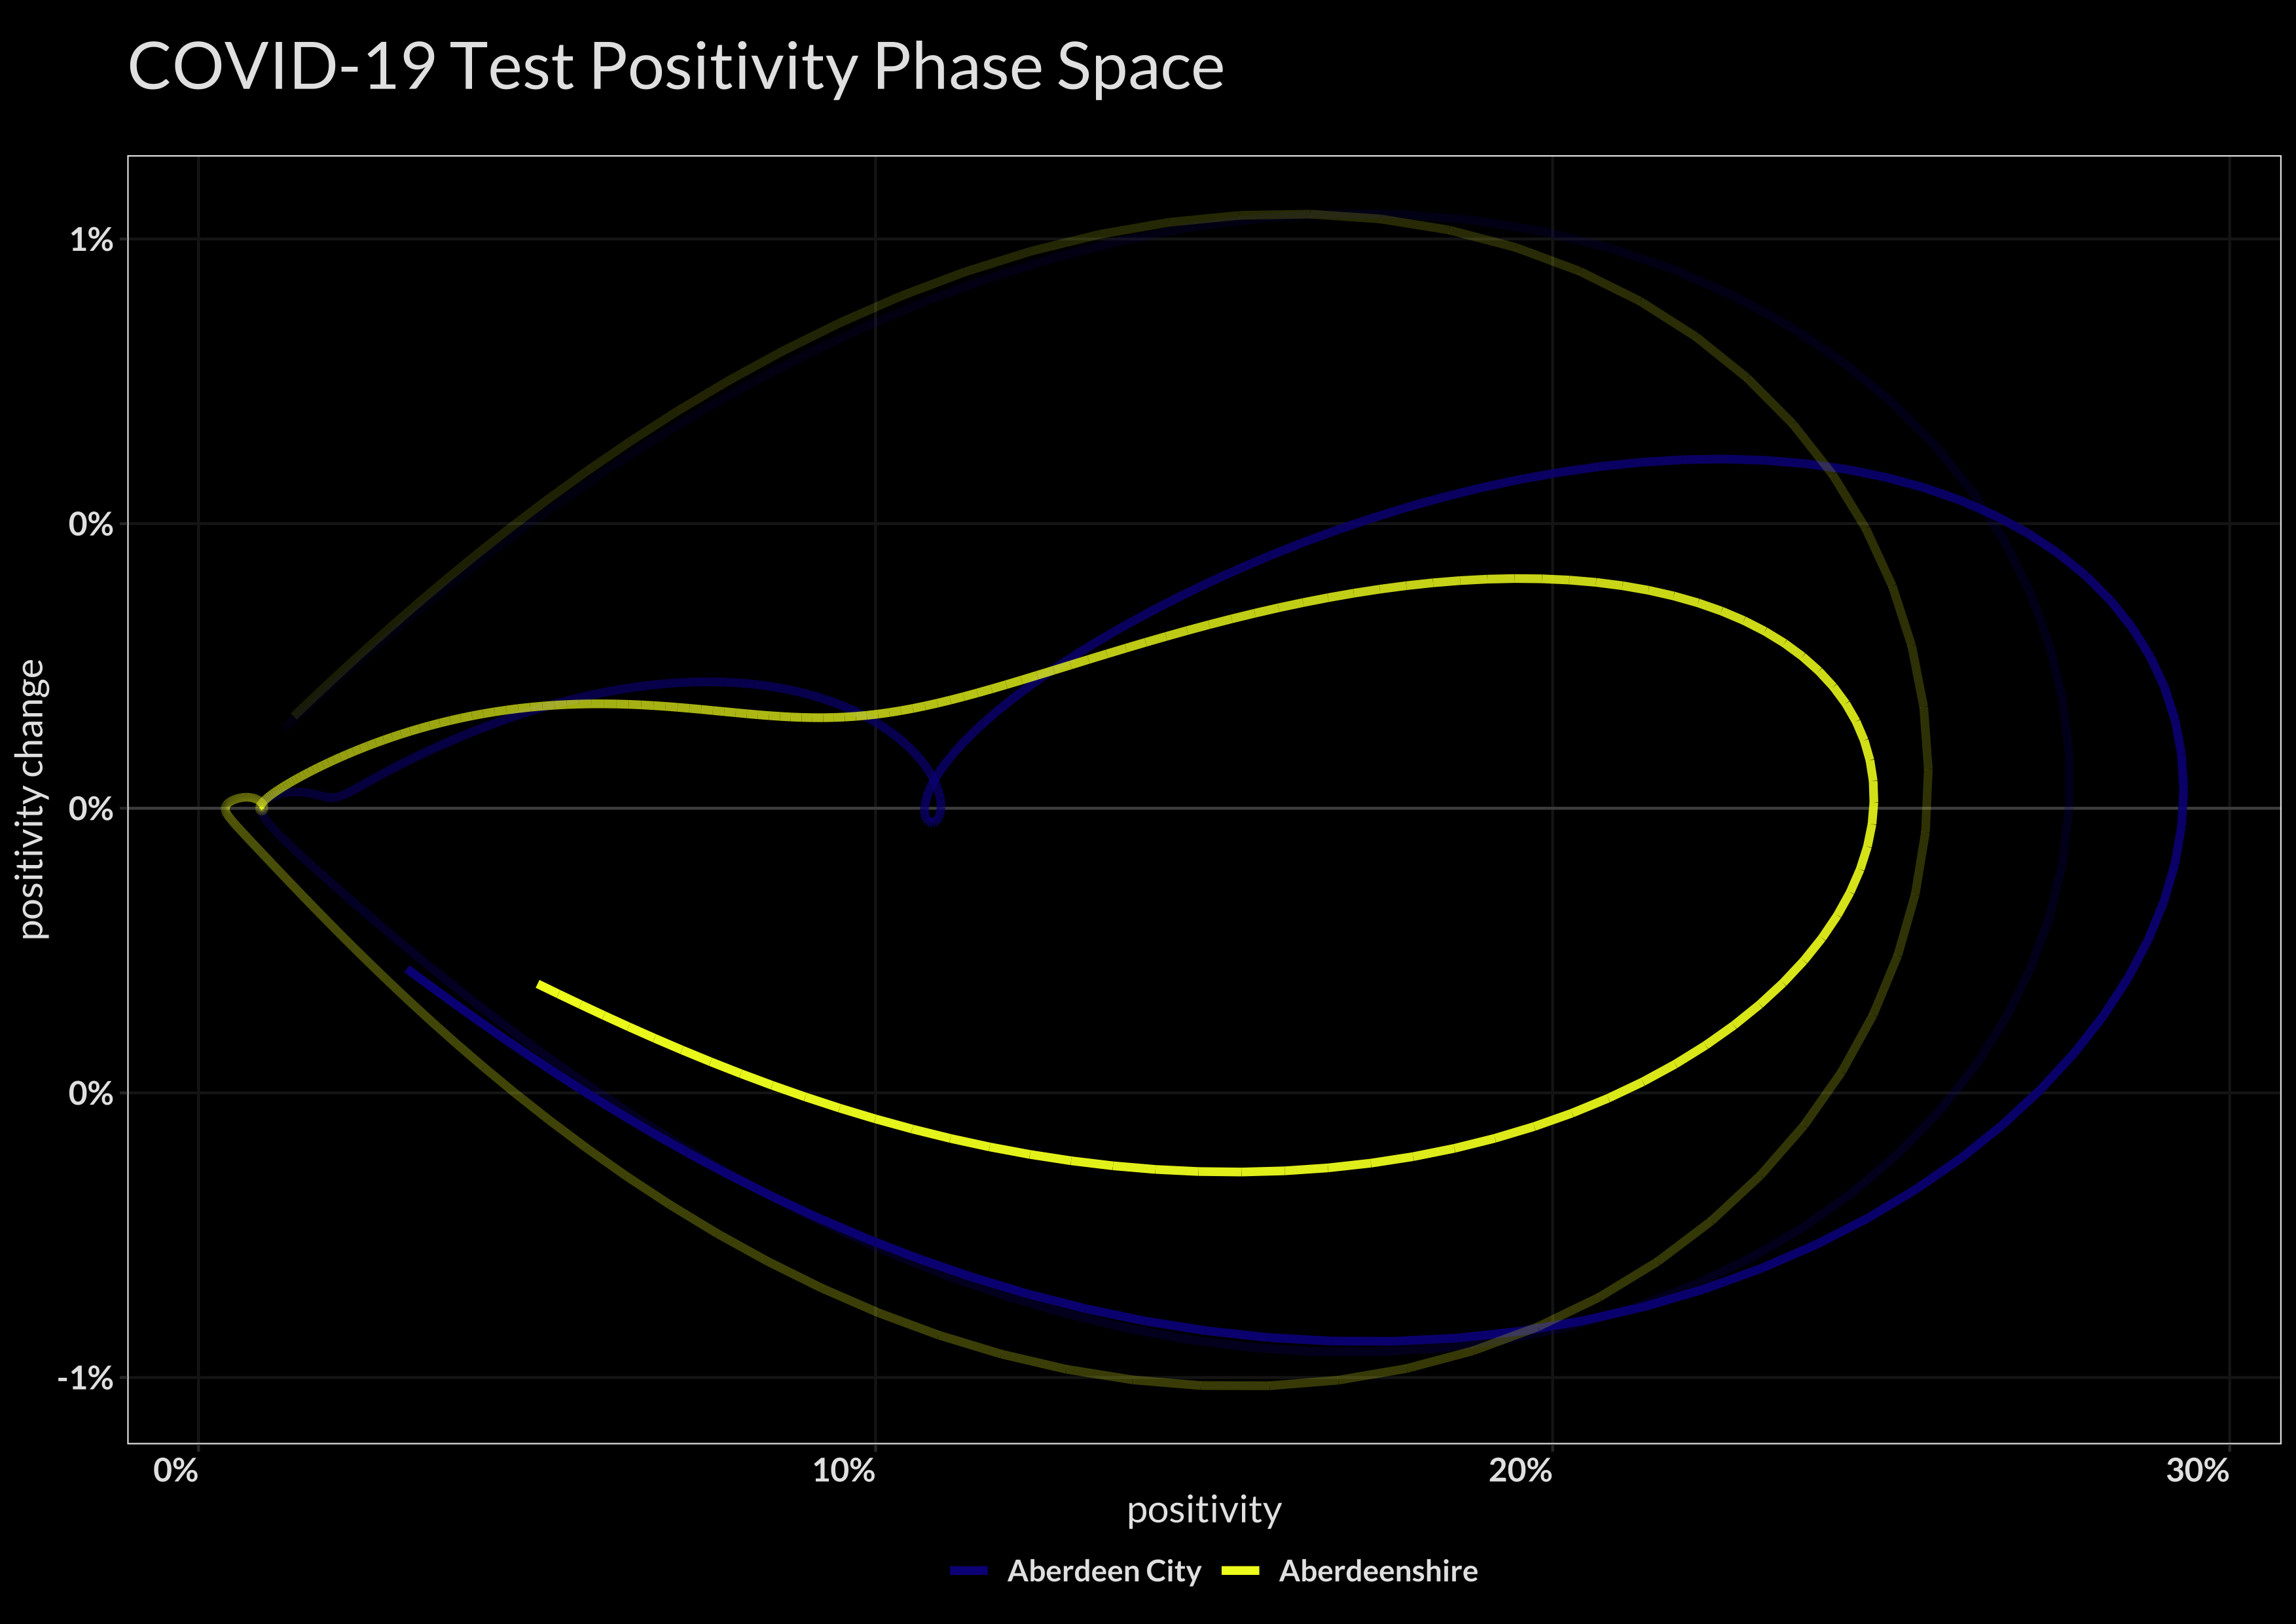 COVID-19 Test Positivity Phase Space
positivity change
1%
0%
0%
0%
-1%
0% 10% 20% 30%
positivity
Aberdeen City Aberdeenshire